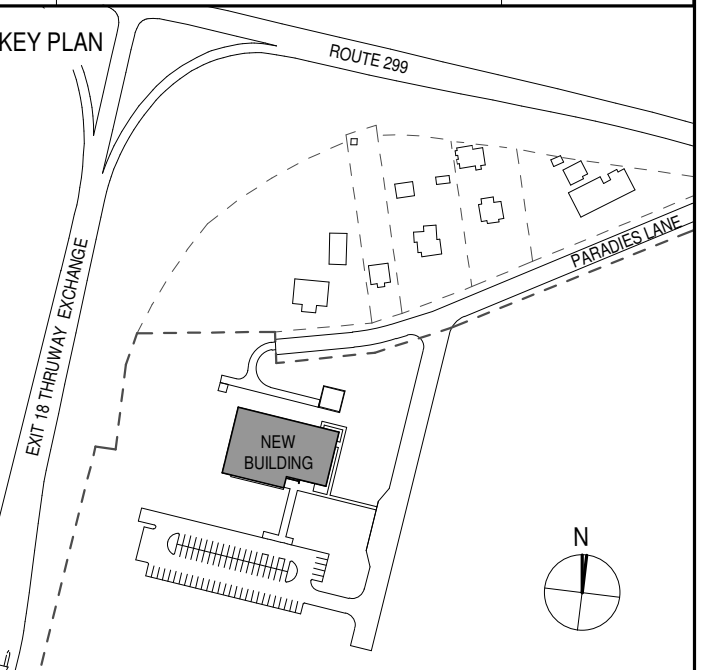 KEY PLAN
ROUTE 299
PARADIES LANE
EXIT 18 THRUWAY EXCHANGE
NEW
BUILDING
N